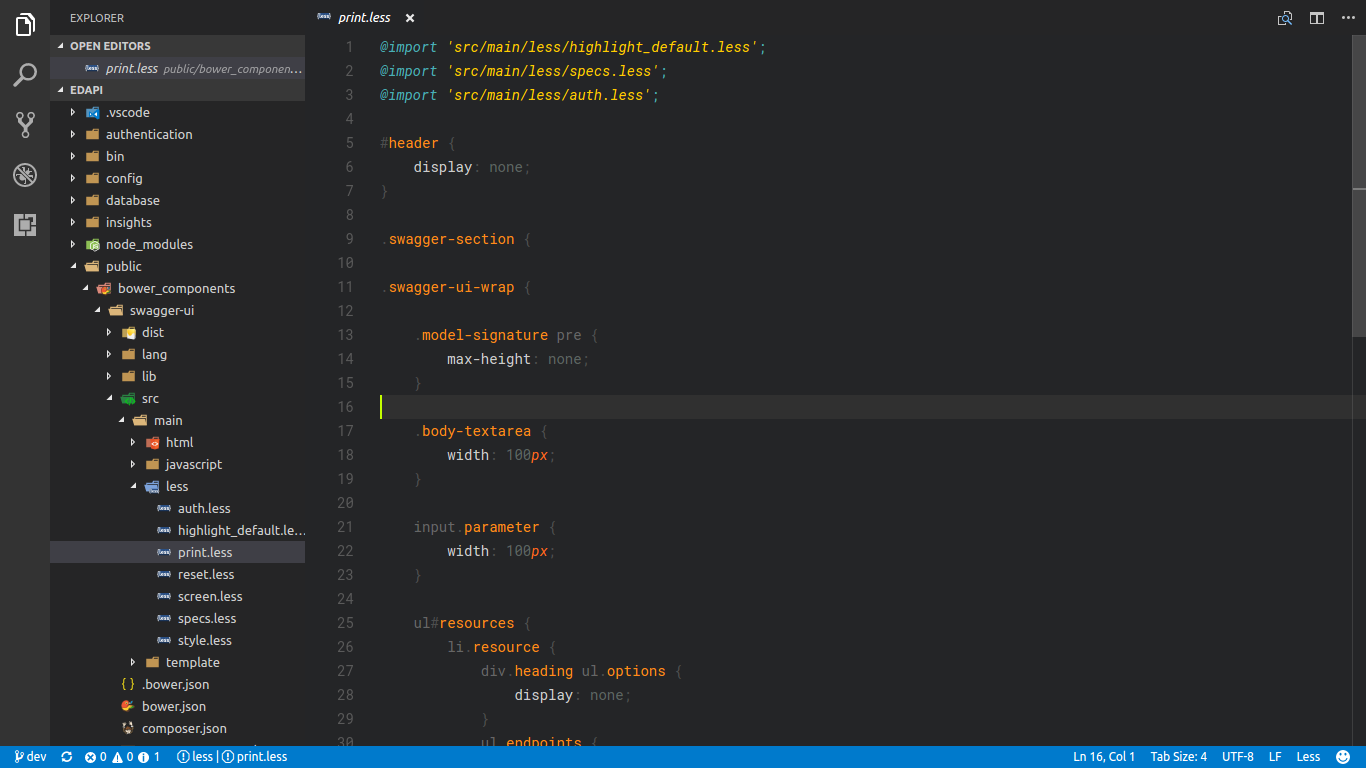 EXPLORER
OPEN EDITORS
print.less public/bower_componen...
EDAPI
.vscode
authentication
bin
config
database
insights
node_modules
public
bower_components
swagger-ui
dist
lang
lib
src
main
html
javascript
less
auth.less
highlight_default.le...
print.less
reset.less
screen.less
specs.less
style.less
template
.bower.json
bower.json
composer.json
print.less
1 @import 'src/main/less/highlight_default.less';
2 @import 'src/main/less/specs.less';
3 @import 'src/main/less/auth.less';
4
5 #header {
6     display: none;
7 }
8
9 .swagger-section {
10
11 .swagger-ui-wrap {
12
13     .model-signature pre {
14         max-height: none;
15     }
16
17     .body-textarea {
18         width: 100px;
19     }
20
21     input.parameter {
22         width: 100px;
23     }
24
25     ul#resources {
26         li.resource {
27             div.heading ul.options {
28                 display: none;
29             }
30             ul.endpoints {
dev 0 0 1 less | print.less Ln 16, Col 1 Tab Size: 4 UTF-8 LF Less